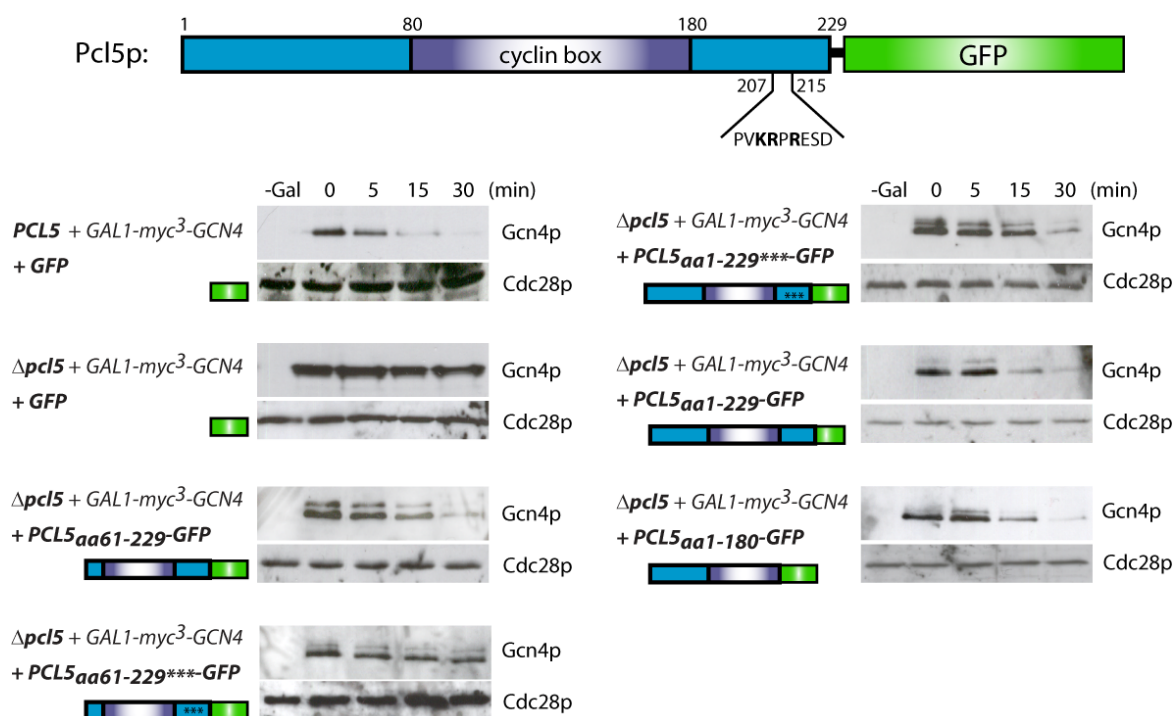 1 80 180 229
Pcl5p: cyclin box GFP
207 215
PVKRPRESD
-Gal 0 5 15 30 (min)
PCL5 + GAL1-myc3-GCN4
+ GFP
Gcn4p
Cdc28p
Δpcl5 + GAL1-myc3-GCN4
+ GFP
Gcn4p
Cdc28p
Δpcl5 + GAL1-myc3-GCN4
+ PCL5aa61-229-GFP
Gcn4p
Cdc28p
Δpcl5 + GAL1-myc3-GCN4
+ PCL5aa61-229***-GFP
***
Gcn4p
Cdc28p
-Gal 0 5 15 30 (min)
Δpcl5 + GAL1-myc3-GCN4
+ PCL5aa1-229***-GFP
***
Gcn4p
Cdc28p
Δpcl5 + GAL1-myc3-GCN4
+ PCL5aa1-229-GFP
Gcn4p
Cdc28p
Δpcl5 + GAL1-myc3-GCN4
+ PCL5aa1-180-GFP
Gcn4p
Cdc28p